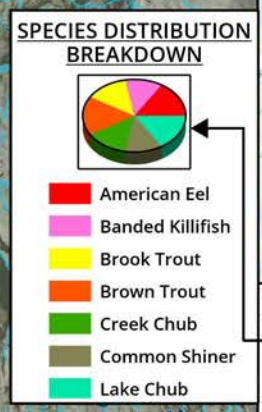 SPECIES DISTRIBUTION
BREAKDOWN
American Eel
Banded Killifish
Brook Trout
Brown Trout
Creek Chub
Common Shiner
Lake Chub